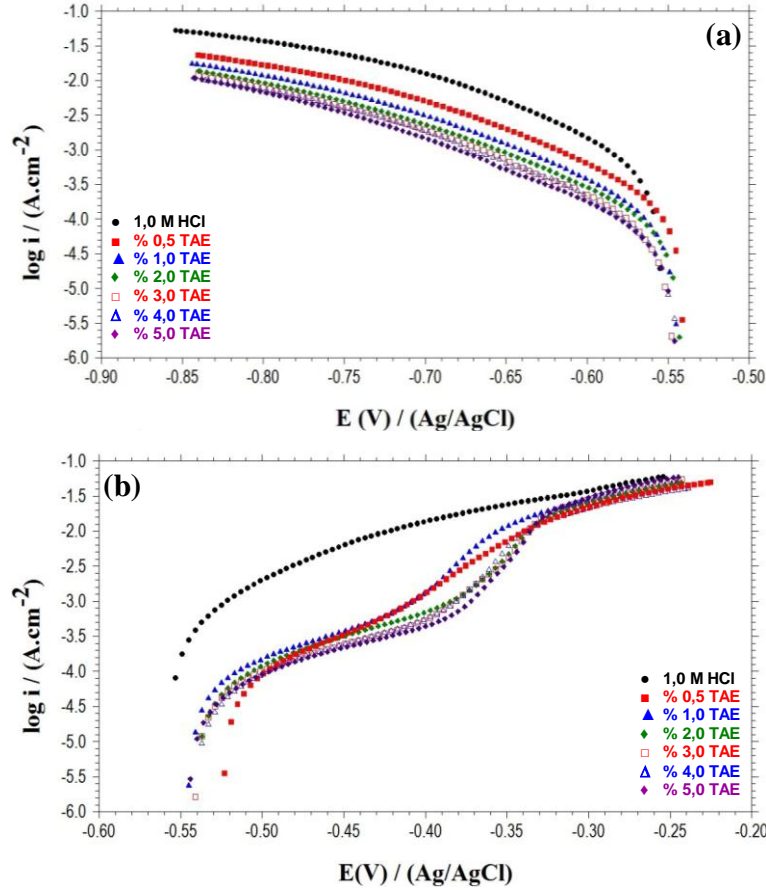 (a)
-1.0
-1.5
-2.0
-2.5
-3.0
-3.5
-4.0
-4.5
-5.0
-5.5
-6.0
log i / (A.cm-2)
1,0 M HCl
% 0,5 TAE
% 1,0 TAE
% 2,0 TAE
% 3,0 TAE
% 4,0 TAE
% 5,0 TAE
-0.90 -0.85 -0.80 -0.75 -0.70 -0.65 -0.60 -0.55 -0.50
E (V) / (Ag/AgCl)
(b)
-1.0
-1.5
-2.0
-2.5
-3.0
-3.5
-4.0
-4.5
-5.0
-5.5
-6.0
log i / (A.cm-2)
1,0 M HCl
% 0,5 TAE
% 1,0 TAE
% 2,0 TAE
% 3,0 TAE
% 4,0 TAE
% 5,0 TAE
-0.60 -0.55 -0.50 -0.45 -0.40 -0.35 -0.30 -0.25 -0.20
E(V) / (Ag/AgCl)